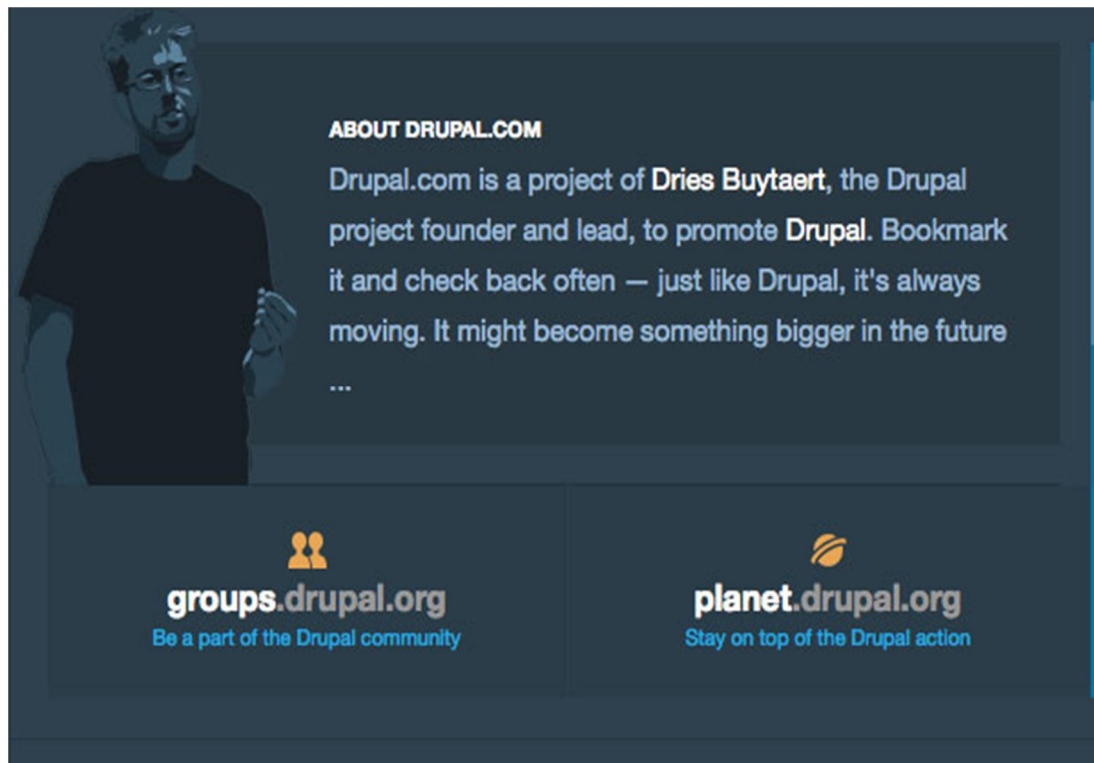 ABOUT DRUPAL.COM
Drupal.com is a project of Dries Buytaert, the Drupal
project founder and lead, to promote Drupal. Bookmark
it and check back often — just like Drupal, it's always
moving. It might become something bigger in the future
...
groups.drupal.org
Be a part of the Drupal community
planet.drupal.org
Stay on top of the Drupal action